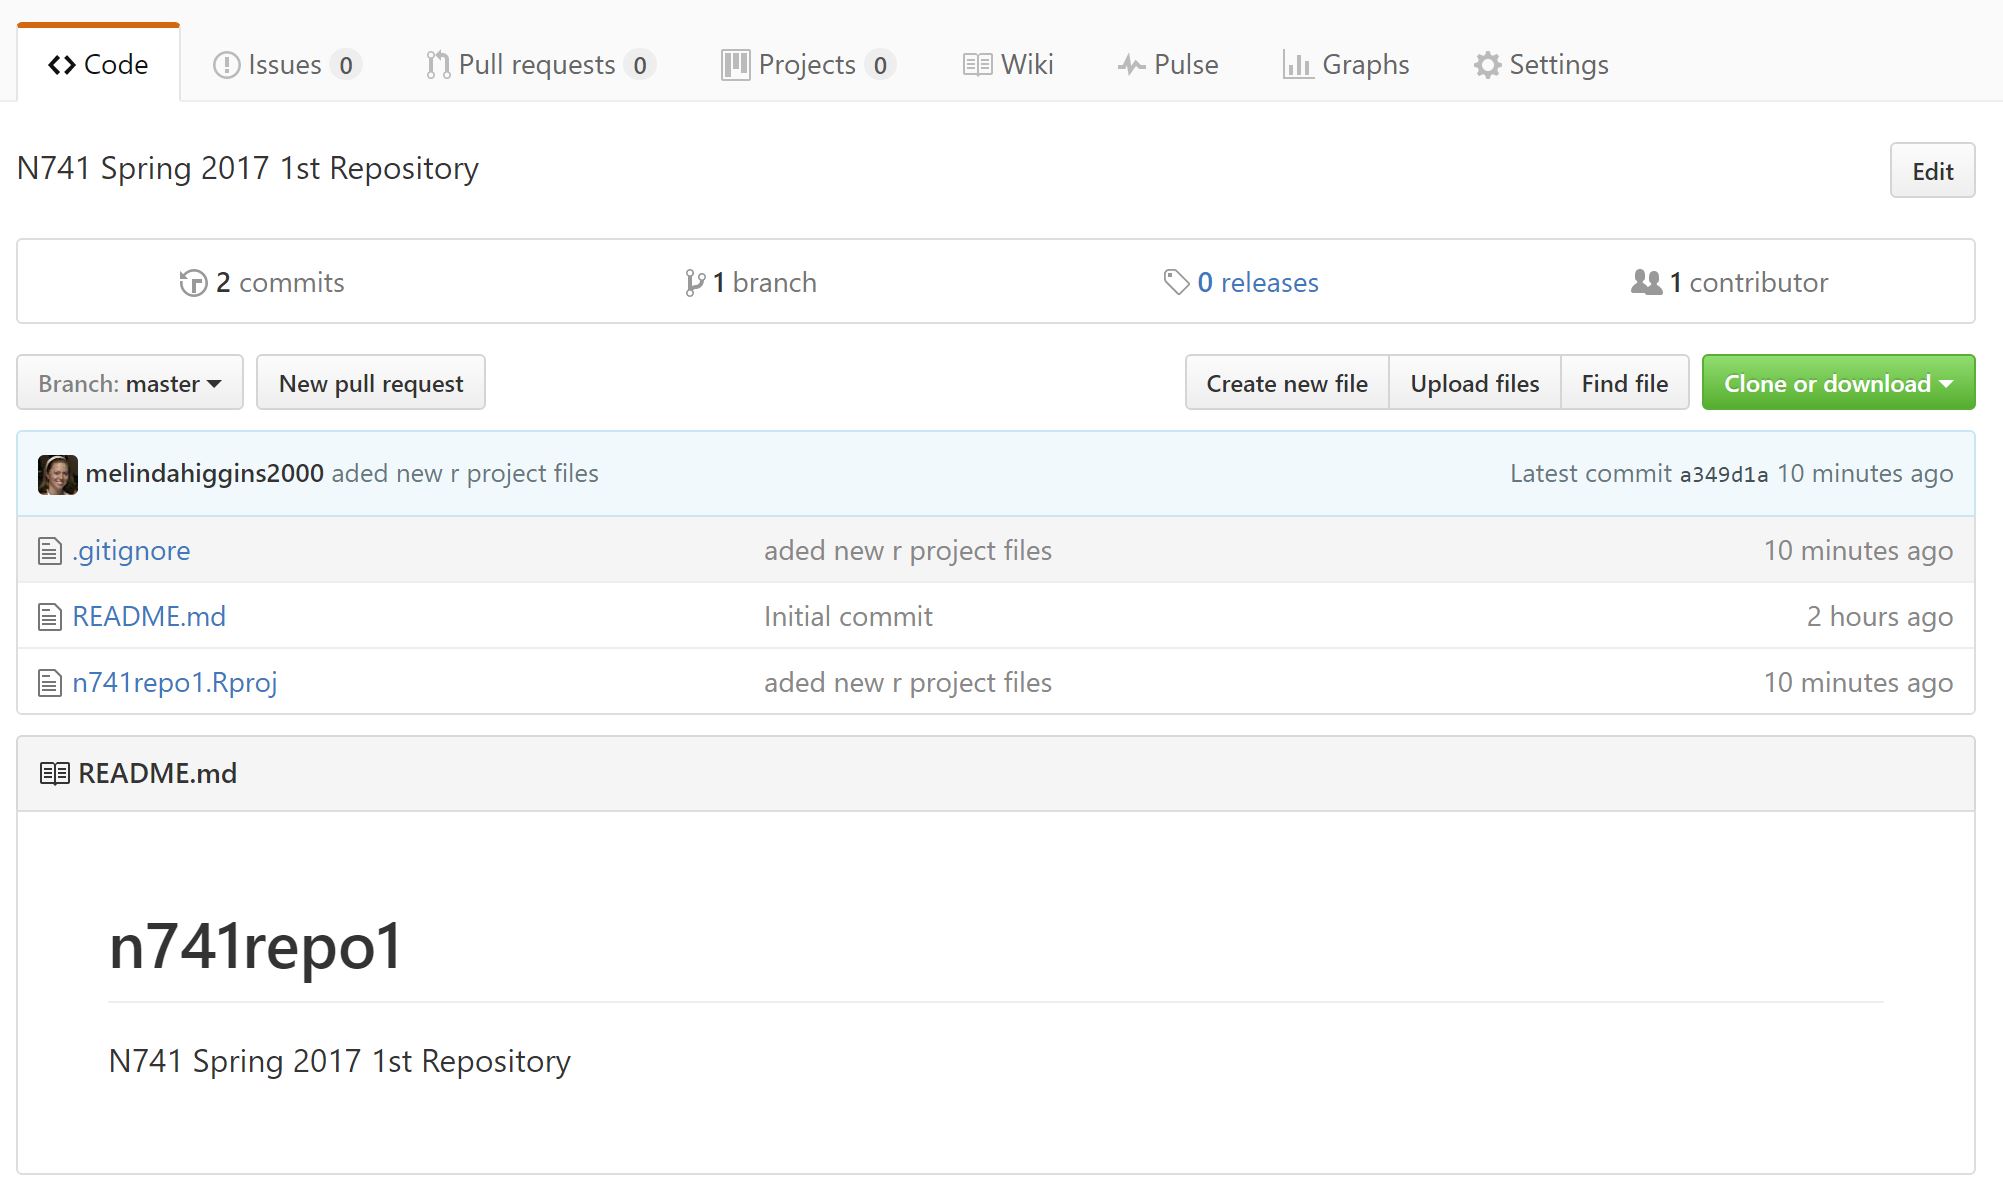 Code Issues 0 Pull requests 0 Projects 0 Wiki Pulse Graphs Settings
N741 Spring 2017 1st Repository Edit
2 commits 1 branch 0 releases 1 contributor
Branch: master New pull request Create new file Upload files Find file Clone or download
melindahiggins2000 aded new r project files Latest commit a349d1a 10 minutes ago
.gitignore aded new r project files 10 minutes ago
README.md Initial commit 2 hours ago
n741repo1.Rproj aded new r project files 10 minutes ago
README.md
n741repo1
N741 Spring 2017 1st Repository